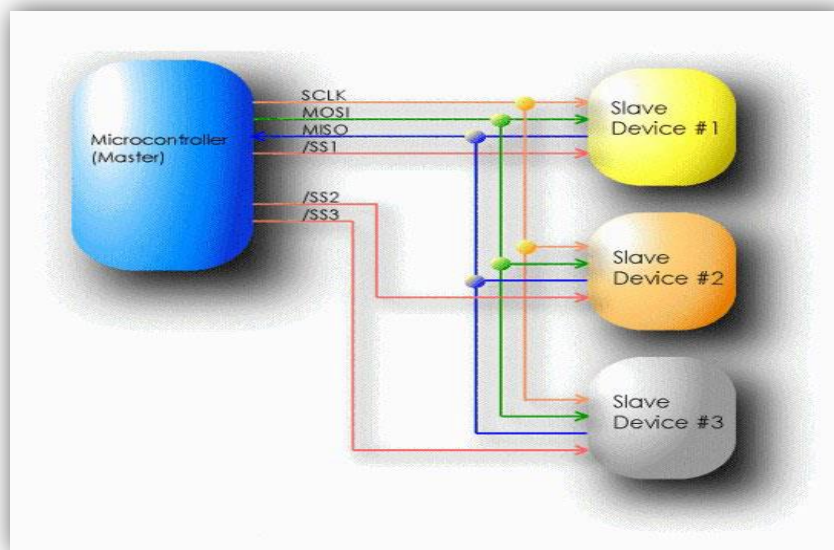 SCLK
MOSI
MISO
/SS1
/SS2
/SS3
Microcontroller
(Master)
Slave
Device #1
Slave
Device #2
Slave
Device #3